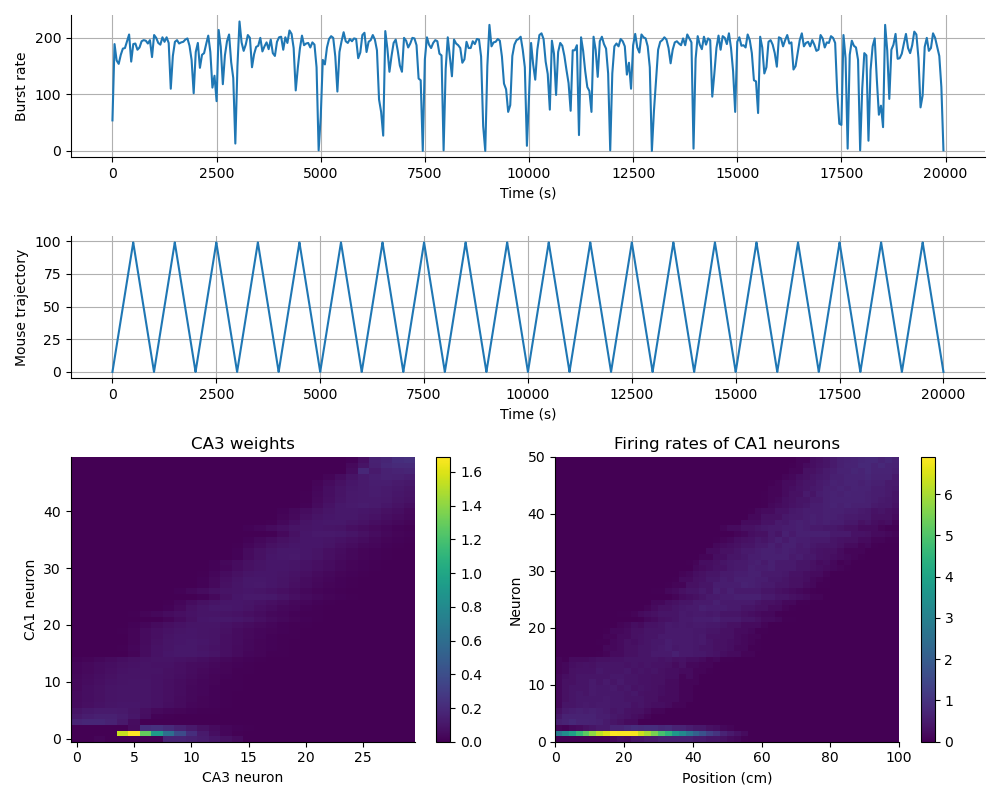 200
100
0
Burst rate
0 2500 5000 7500 10000 12500 15000 17500 20000
Time (s)
100
75
50
25
0
Mouse trajectory
0 2500 5000 7500 10000 12500 15000 17500 20000
Time (s)
CA3 weights
40
30
20
10
0
CA1 neuron
0 5 10 15 20 25
CA3 neuron
1.6
1.4
1.2
1.0
0.8
0.6
0.4
0.2
0.0
Firing rates of CA1 neurons
50
40
30
20
10
0
Neuron
0 20 40 60 80 100
Position (cm)
6
5
4
3
2
1
0